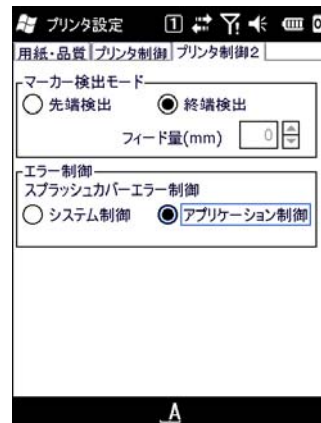 プリンタ設定 1
用紙・品質 プリンタ制御 プリンタ制御2
マーカー検出モード
先端検出 終端検出
フィード量(mm) 0
エラー制御
スプラッシュカバーエラー制御
システム制御 アプリケーション制御
A